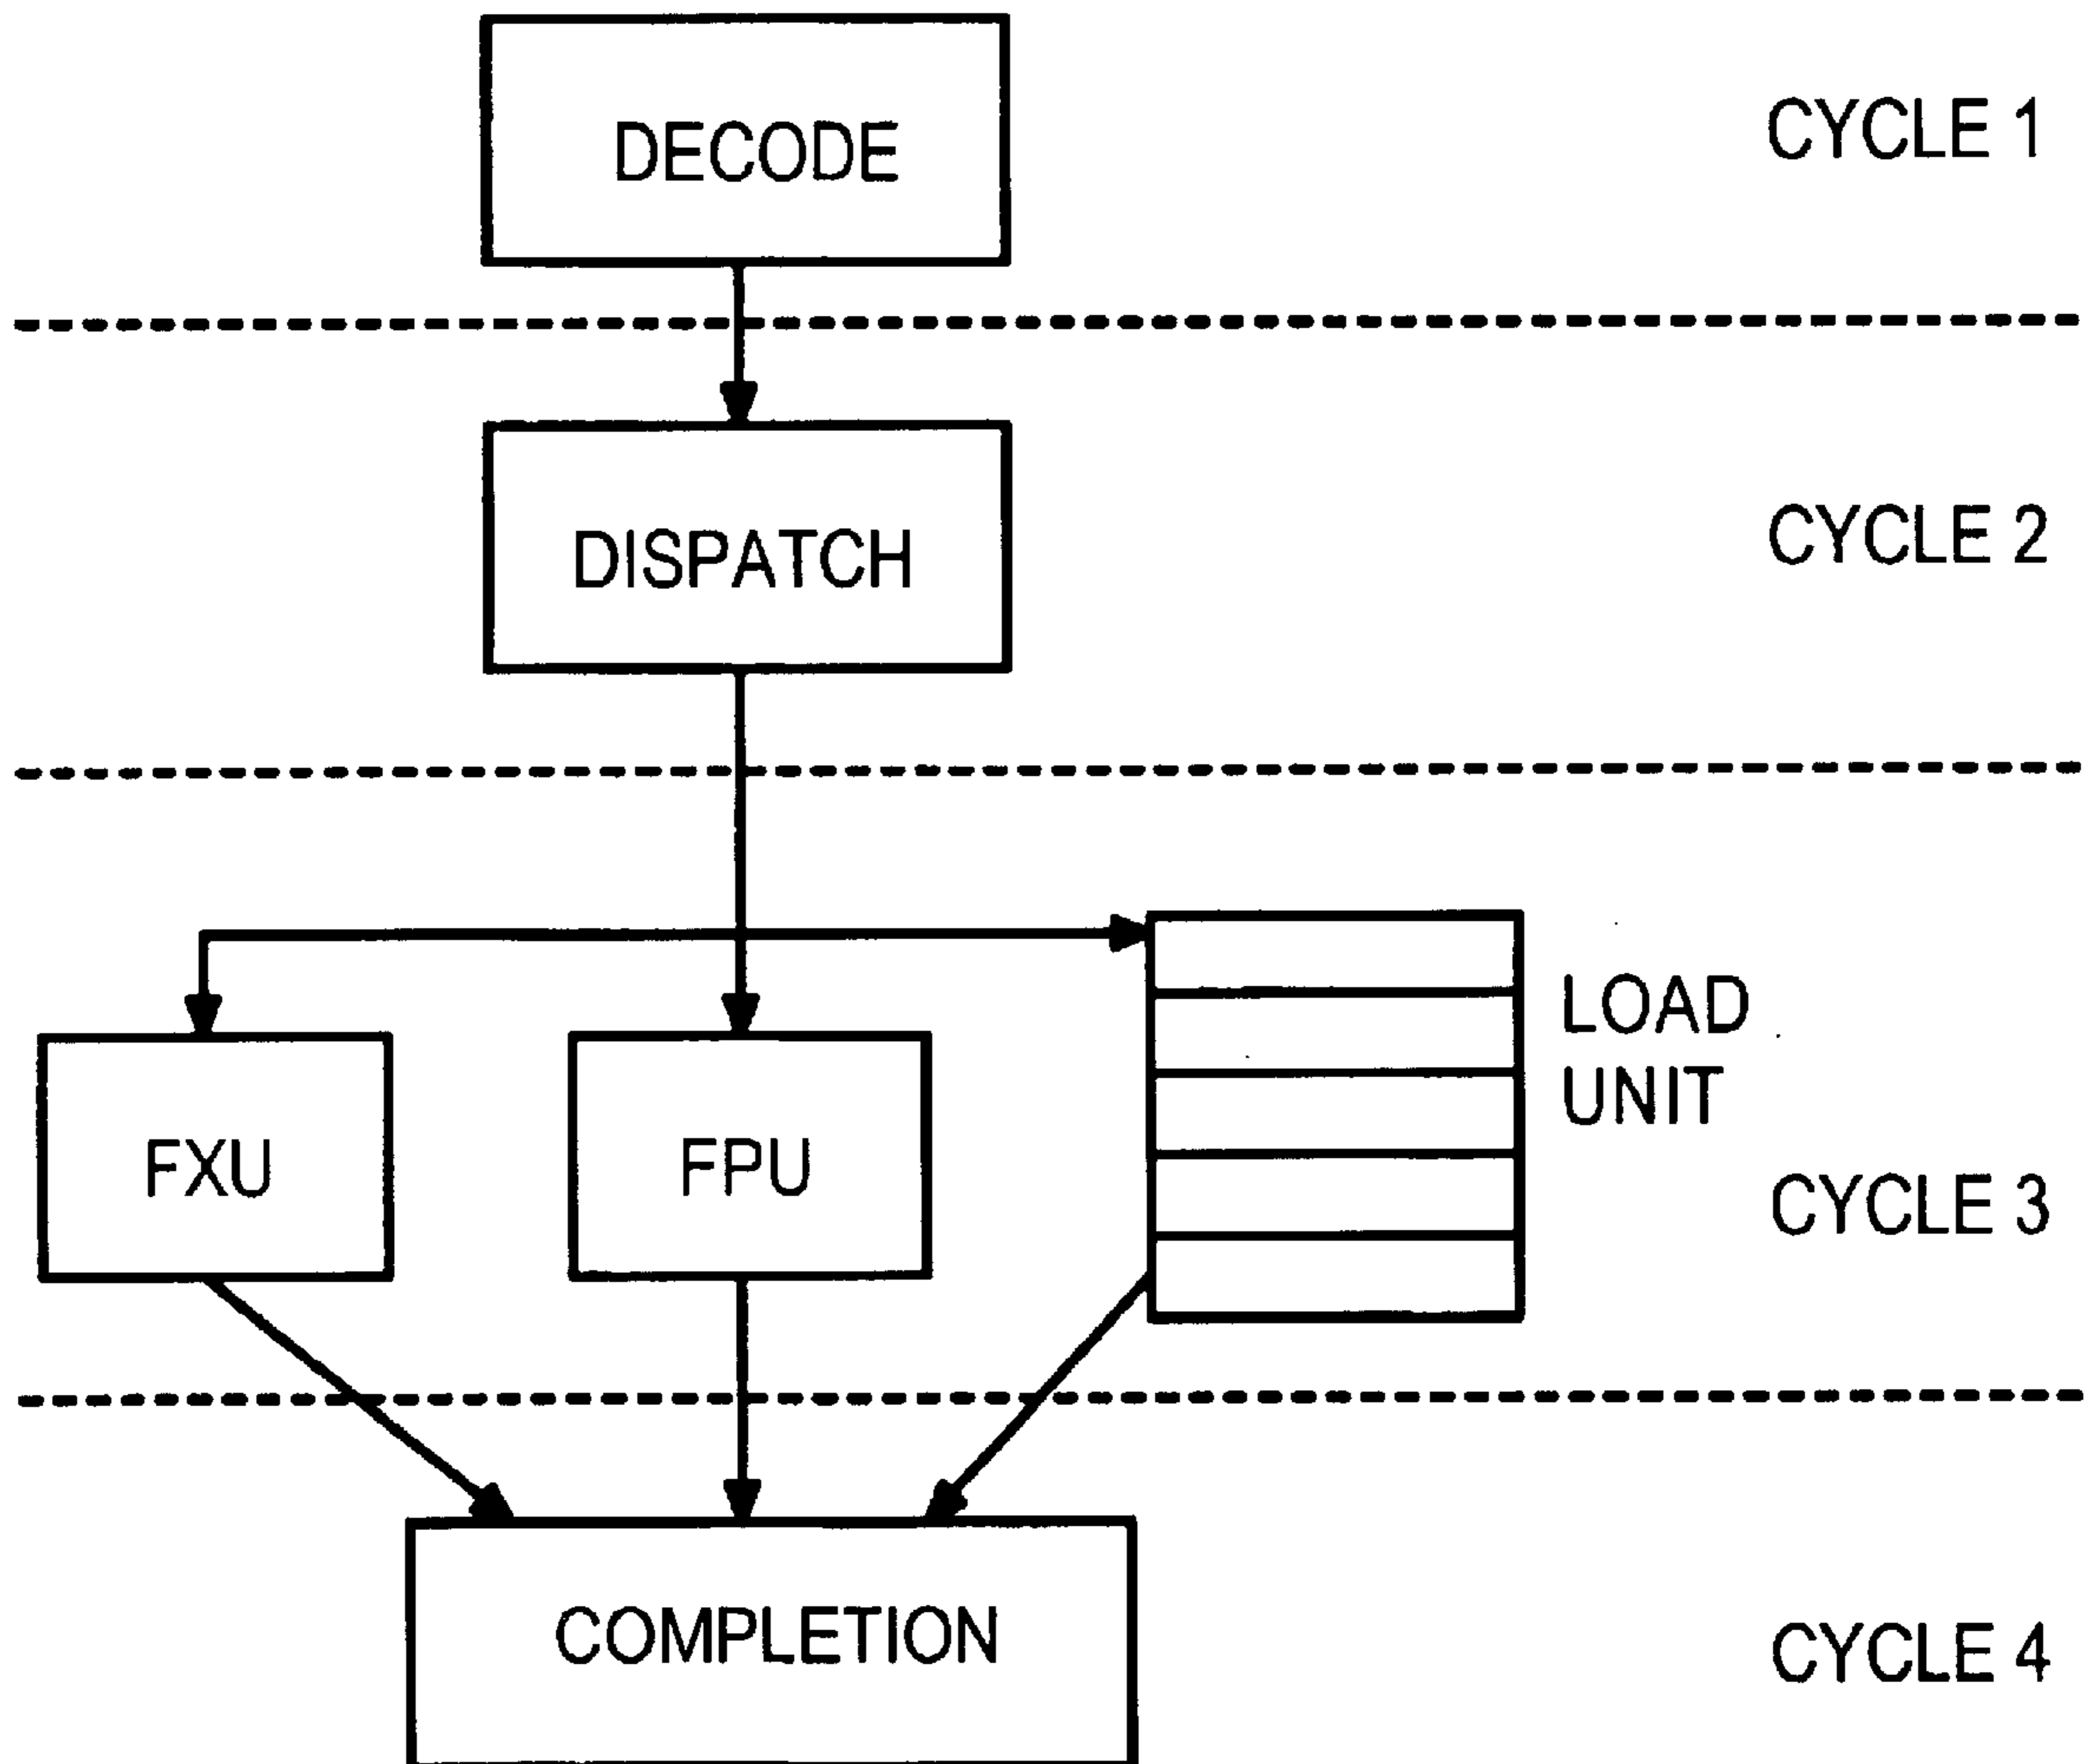 DECODE
CYCLE 1
DISPATCH
CYCLE 2
LOAD
UNIT
FXU
FPU
CYCLE 3
COMPLETION
CYCLE 4